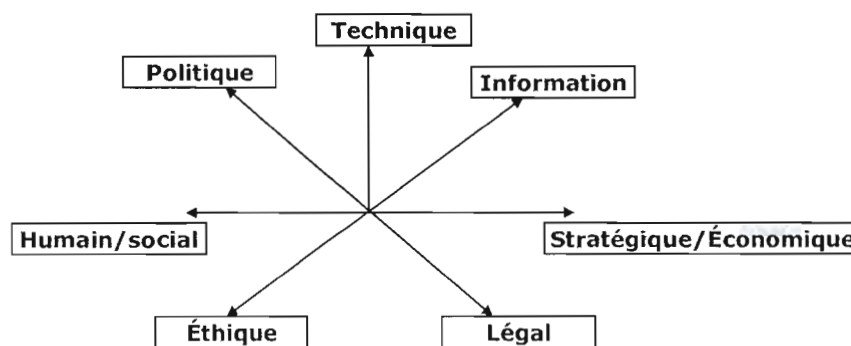 Technique
Politique
Information
Humain/social
Stratégique/Économique
Éthique
Légal